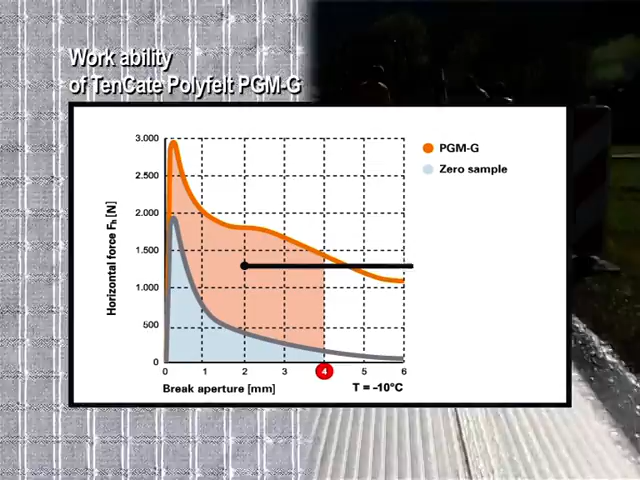 Work ability
of TenCate Polyfelt PGM-G
3.000
2.500
2.000
1.500
1.000
500
0
Horizontal force Fh [N]
0 1 2 3 4 5 6
Break aperture [mm]
T = -10°C
PGM-G
Zero sample